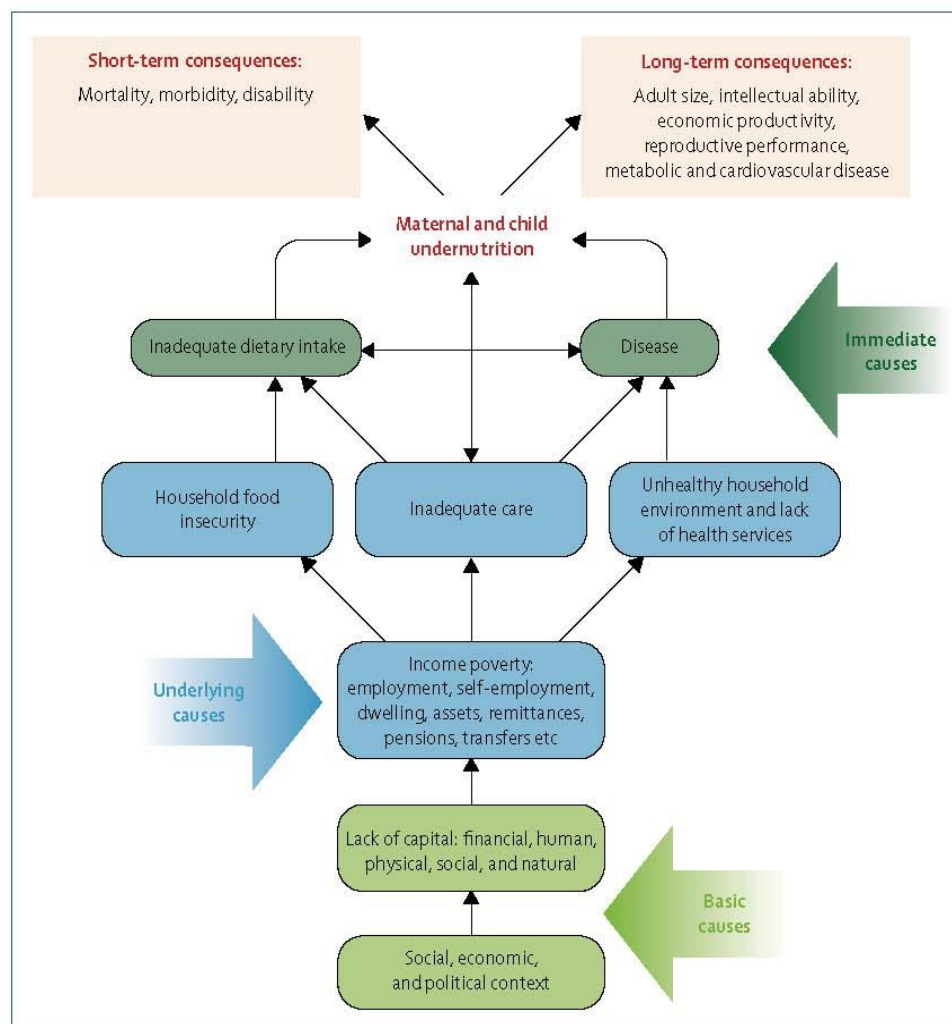 Short-term consequences:
Mortality, morbidity, disability
Long-term consequences:
Adult size, intellectual ability,
economic productivity,
reproductive performance,
metabolic and cardiovascular disease
Maternal and child
undernutrition
Inadequate dietary intake
Disease
Immediate
causes
Household food
insecurity
Inadequate care
Unhealthy household
environment and lack
of health services
Underlying
causes
Income poverty:
employment, self-employment,
dwelling, assets, remittances,
pensions, transfers etc
Lack of capital: financial, human,
physical, social, and natural
Basic
causes
Social, economic,
and political context